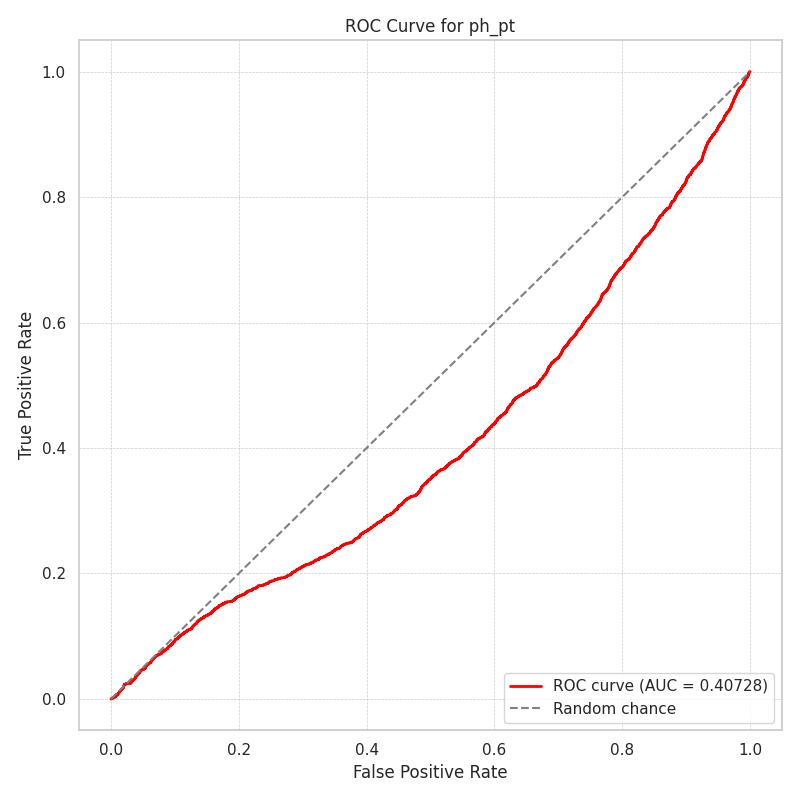 ROC Curve for ph_pt
True Positive Rate
1.0
0.8
0.6
0.4
0.2
0.0
ROC curve (AUC = 0.40728)
Random chance
0.0 0.2 0.4 0.6 0.8 1.0
False Positive Rate